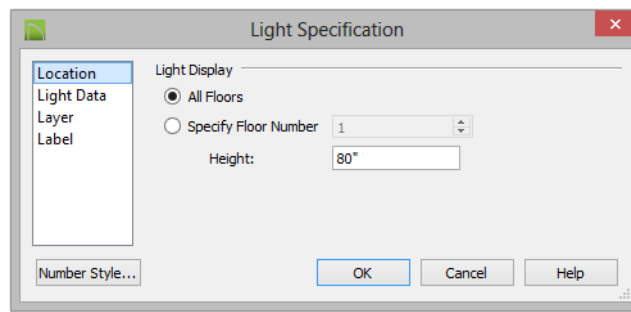 Light Specification
Location
Light Data
Layer
Label
Light Display
All Floors
Specify Floor Number 1
Height: 80"
Number Style...
OK Cancel Help